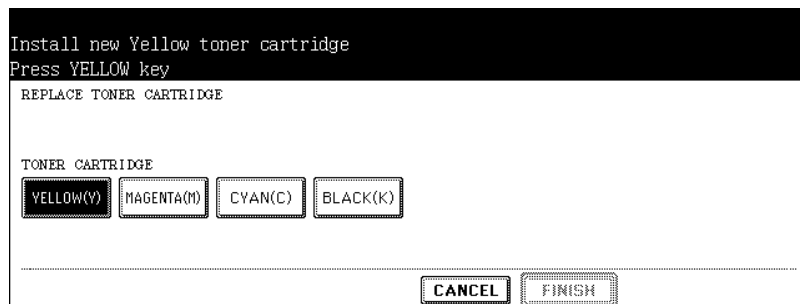 Install new Yellow toner cartridge
Press YELLOW key
REPLACE TONER CARTRIDGE
TONER CARTRIDGE
YELLOW(Y) MAGENTA(M) CYAN(C) BLACK(K)
CANCEL FINISH